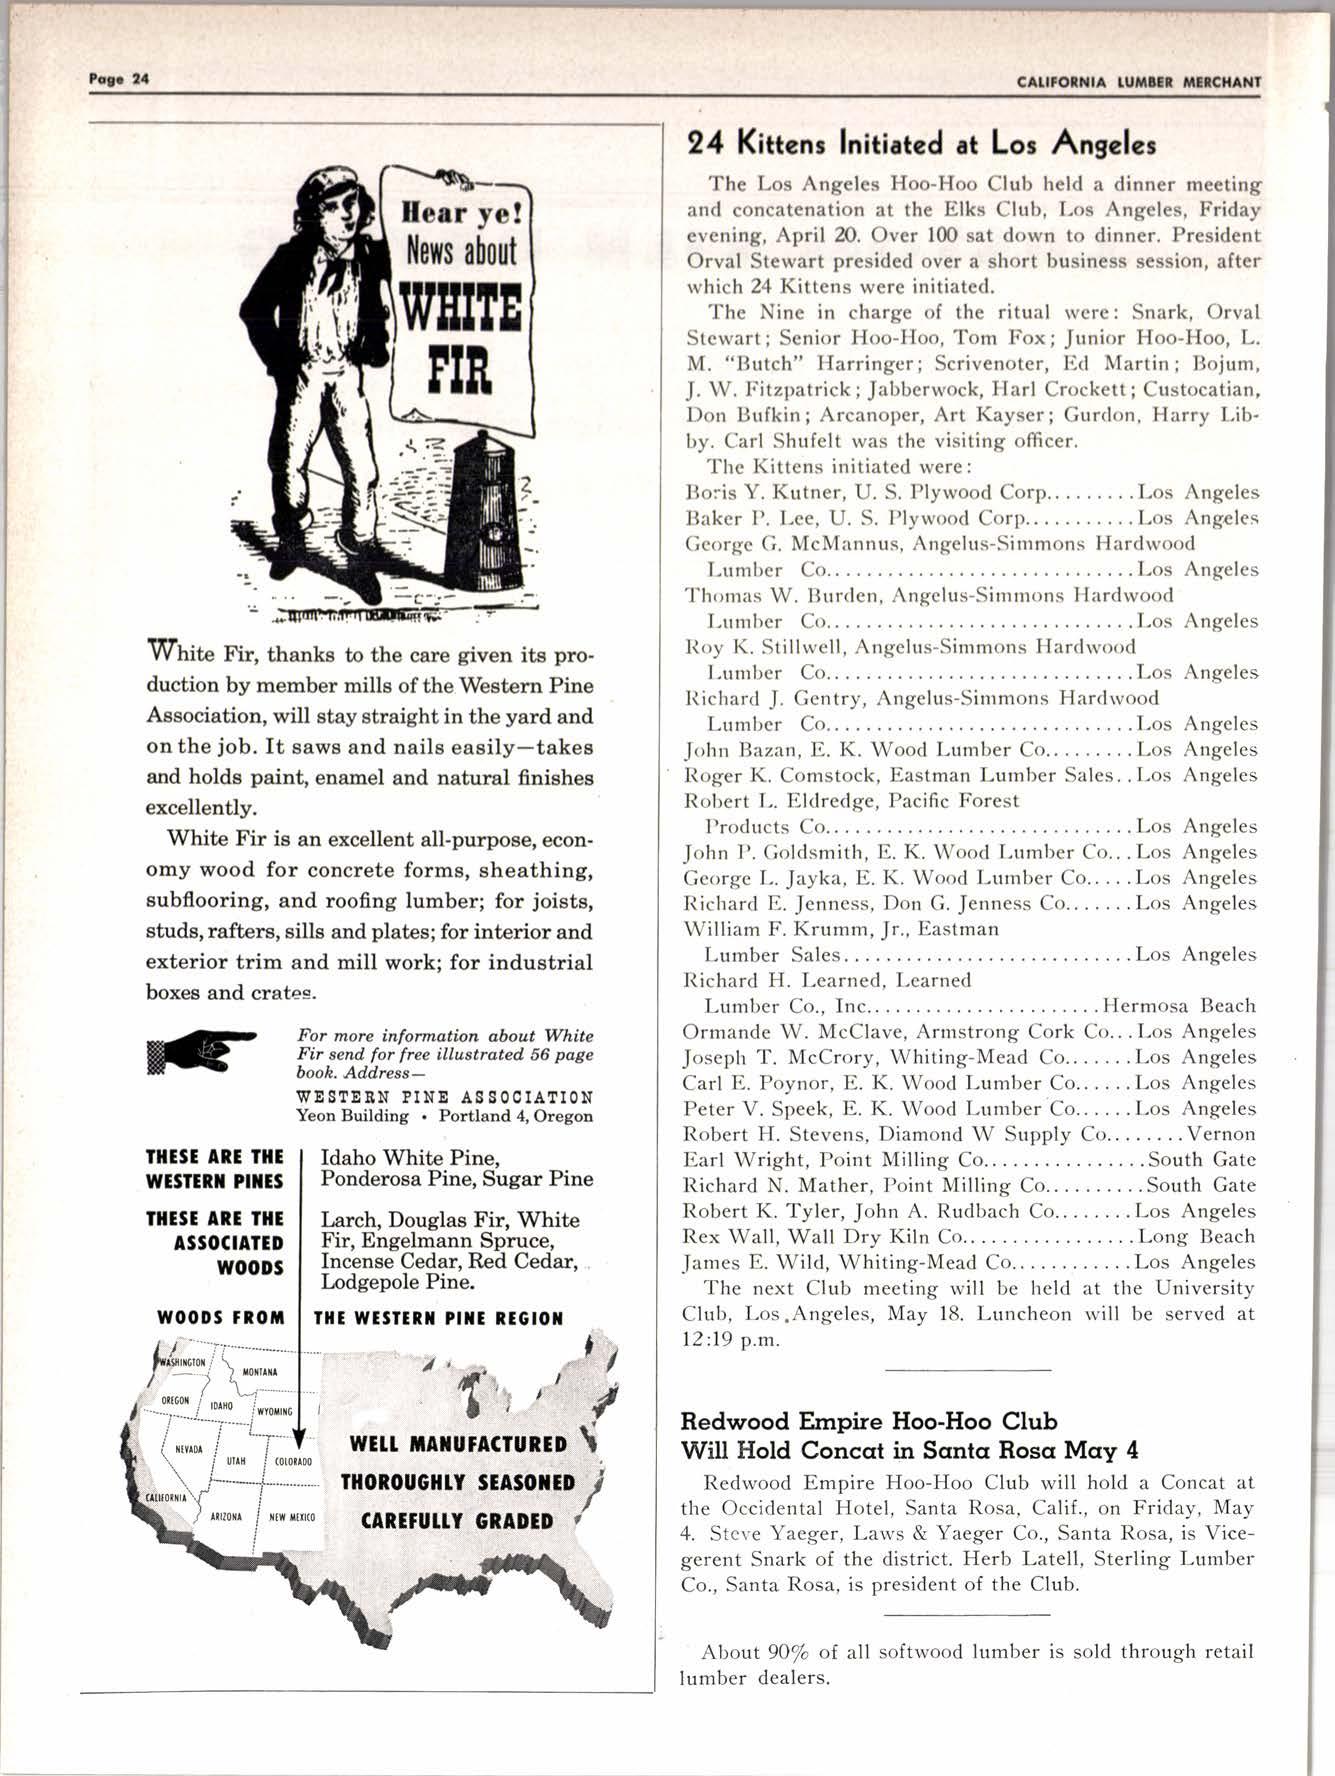 Page 24
CALIFORNIA LUMBER MERCHANT
Hear ye!
News about
WHITE
FIR
White Fir, thanks to the care given its pro-
duction by member mills of the Western Pine
Association, will stay straight in the yard and
on the job. It saws and nails easily—takes
and holds paint, enamel and natural finishes
excellently.
White Fir is an excellent all-purpose, econ-
omy wood for concrete forms, sheathing,
subflooring, and roofing lumber; for joists,
studs, rafters, sills and plates; for interior and
exterior trim and mill work; for industrial
boxes and crates.
For more information about White
Fir send for free illustrated 56 page
book. Address—
WESTERN PINE ASSOCIATION
Yeon Building • Portland 4, Oregon
THESE ARE THE
WESTERN PINES
Idaho White Pine,
Ponderosa Pine, Sugar Pine
THESE ARE THE
ASSOCIATED
WOODS
Larch, Douglas Fir, White
Fir, Engelmann Spruce,
Incense Cedar, Red Cedar,
Lodgepole Pine.
WOODS FROM THE WESTERN PINE REGION
WASHINGTON
MONTANA
OREGON
IDAHO
WYOMING
NEVADA
UTAH
COLORADO
CALIFORNIA
ARIZONA
NEW MEXICO
WELL MANUFACTURED
THOROUGHLY SEASONED
CAREFULLY GRADED
24 Kittens Initiated at Los Angeles
The Los Angeles Hoo-Hoo Club held a dinner meeting
and concatenation at the Elks Club, Los Angeles, Friday
evening, April 20. Over 100 sat down to dinner. President
Orval Stewart presided over a short business session, after
which 24 Kittens were initiated.
The Nine in charge of the ritual were: Snark, Orval
Stewart; Senior Hoo-Hoo, Tom Fox; Junior Hoo-Hoo, L.
M. “Butch” Harringer; Scrivenoter, Ed Martin; Bojum,
J. W. Fitzpatrick; Jabberwock, Harl Crockett; Custocatian,
Don Bufkin; Arcanoper, Art Kayser; Gurdon, Harry Lib-
by. Carl Shufelt was the visiting officer.
The Kittens initiated were:
Boris Y. Kutner, U. S. Plywood Corp.........Los Angeles
Baker P. Lee, U. S. Plywood Corp...........Los Angeles
George G. McMannus, Angelus-Simmons Hardwood
Lumber Co..............................Los Angeles
Thomas W. Burden, Angelus-Simmons Hardwood
Lumber Co..............................Los Angeles
Roy K. Stillwell, Angelus-Simmons Hardwood
Lumber Co..............................Los Angeles
Richard J. Gentry, Angelus-Simmons Hardwood
Lumber Co..............................Los Angeles
John Bazan, E. K. Wood Lumber Co.........Los Angeles
Roger K. Comstock, Eastman Lumber Sales..Los Angeles
Robert L. Eldredge, Pacific Forest
Products Co..............................Los Angeles
John P. Goldsmith, E. K. Wood Lumber Co...Los Angeles
George L. Jayka, E. K. Wood Lumber Co.....Los Angeles
Richard E. Jenness, Don G. Jenness Co.......Los Angeles
William F. Krumm, Jr., Eastman
Lumber Sales............................Los Angeles
Richard H. Learned, Learned
Lumber Co., Inc.......................Hermosa Beach
Ormande W. McClave, Armstrong Cork Co...Los Angeles
Joseph T. McCrory, Whiting-Mead Co.......Los Angeles
Carl E. Poynor, E. K. Wood Lumber Co......Los Angeles
Peter V. Speek, E. K. Wood Lumber Co......Los Angeles
Robert H. Stevens, Diamond W Supply Co........Vernon
Earl Wright, Point Milling Co................South Gate
Richard N. Mather, Point Milling Co..........South Gate
Robert K. Tyler, John A. Rudbach Co........Los Angeles
Rex Wall, Wall Dry Kiln Co.................Long Beach
James E. Wild, Whiting-Mead Co............Los Angeles
The next Club meeting will be held at the University
Club, Los Angeles, May 18. Luncheon will be served at
12:19 p.m.
Redwood Empire Hoo-Hoo Club
Will Hold Concat in Santa Rosa May 4
Redwood Empire Hoo-Hoo Club will hold a Concat at
the Occidental Hotel, Santa Rosa, Calif., on Friday, May
4. Steve Yaeger, Laws & Yaeger Co., Santa Rosa, is Vice-
gerent Snark of the district. Herb Latell, Sterling Lumber
Co., Santa Rosa, is president of the Club.
About 90% of all softwood lumber is sold through retail
lumber dealers.